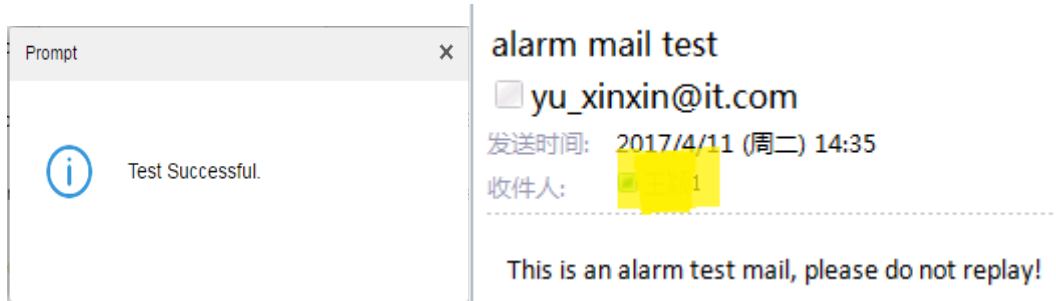 Prompt
Test Successful.
alarm mail test
yu_xinxin@it.com
发送时间: 2017/4/11 (周二) 14:35
收件人: 1
This is an alarm test mail, please do not replay!